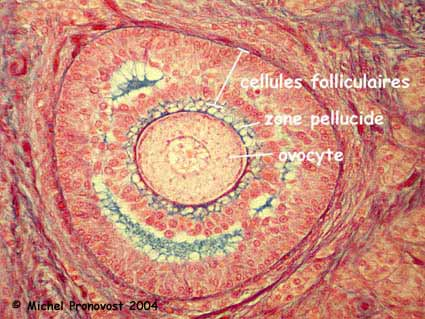 cellules folliculaires
zone pellucide
ovocyte
© Michel Pronovost 2004